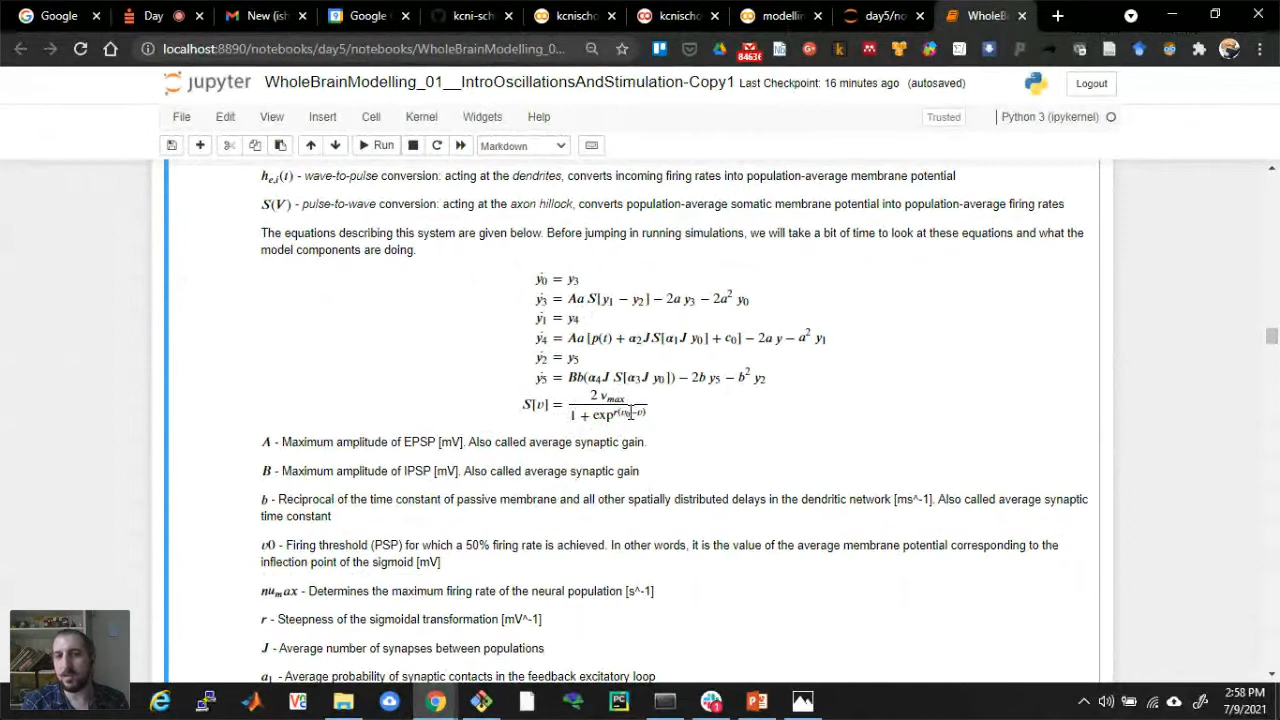 Google
Day
New (ish
Google
kcni-sch
kcnischo
kcnischo
modellin
day5/no
WholeBr
localhost:8890/notebooks/day5/notebooks/WholeBrainModelling_0...
84636
jupyter WholeBrainModelling_01__IntroOscillationsAndStimulation-Copy1 Last Checkpoint: 16 minutes ago (autosaved)
Logout
File Edit View Insert Cell Kernel Widgets Help
Trusted
Python 3 (ipykernel)
Run
Markdown
h_{e,i}(t) - wave-to-pulse conversion: acting at the dendrites, converts incoming firing rates into population-average membrane potential
S(V) - pulse-to-wave conversion: acting at the axon hillock, converts population-average somatic membrane potential into population-average firing rates
The equations describing this system are given below. Before jumping in running simulations, we will take a bit of time to look at these equations and what the
model components are doing.
ẏ₀ = y₃
ẏ₃ = Aa S[y₁ − y₂] − 2a y₃ − 2a² y₀
ẏ₁ = y₄
ẏ₄ = Aa [p(t) + α₂JS[α₁J y₀] + c₀] − 2a y − a² y₁
ẏ₂ = y₅
ẏ₅ = Bb(α₄J S[α₃J y₀]) − 2b y₅ − b² y₂
S[v] = 2 ν_{max} / 1 + exp^{r(v₀−v)}
A - Maximum amplitude of EPSP [mV]. Also called average synaptic gain.
B - Maximum amplitude of IPSP [mV]. Also called average synaptic gain
b - Reciprocal of the time constant of passive membrane and all other spatially distributed delays in the dendritic network [ms^-1]. Also called average synaptic
time constant
v0 - Firing threshold (PSP) for which a 50% firing rate is achieved. In other words, it is the value of the average membrane potential corresponding to the
inflection point of the sigmoid [mV]
nu_max - Determines the maximum firing rate of the neural population [s^-1]
r - Steepness of the sigmoidal transformation [mV^-1]
J - Average number of synapses between populations
a₁ - Average probability of synaptic contacts in the feedback excitatory loop
2:58 PM
7/9/2021